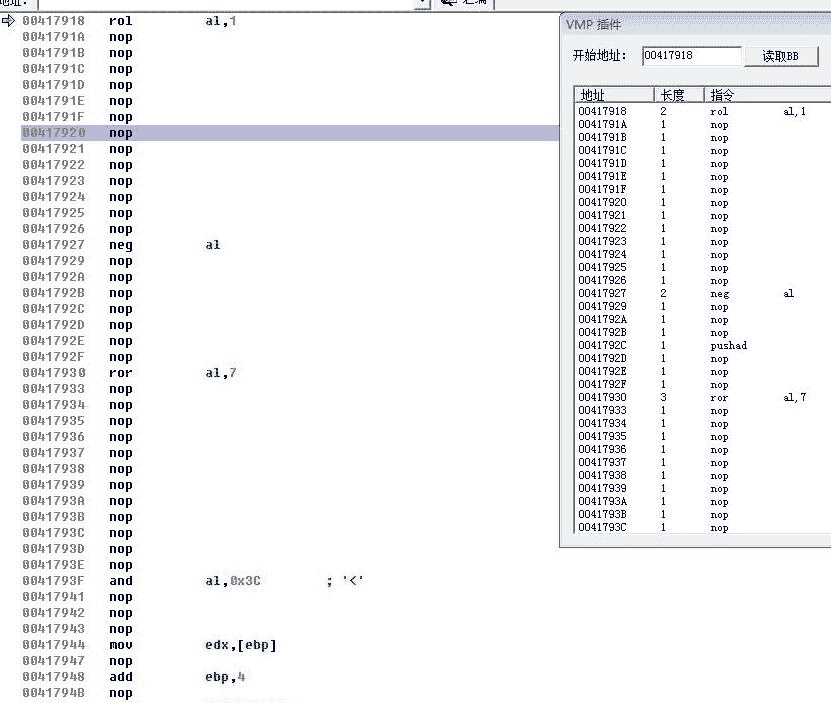 地址:
00417918 rol al,1
0041791A nop
0041791B nop
0041791C nop
0041791D nop
0041791E nop
0041791F nop
00417920 nop
00417921 nop
00417922 nop
00417923 nop
00417924 nop
00417925 nop
00417926 nop
00417927 neg al
00417929 nop
0041792A nop
0041792B nop
0041792C nop
0041792D nop
0041792E nop
0041792F nop
00417930 ror al,7
00417933 nop
00417934 nop
00417935 nop
00417936 nop
00417937 nop
00417938 nop
00417939 nop
0041793A nop
0041793B nop
0041793C nop
0041793D nop
0041793E nop
0041793F and al,0x3C ; '<'
00417941 nop
00417942 nop
00417943 nop
00417944 mov edx,[ebp]
00417947 nop
00417948 add ebp,4
0041794B nop
VMP 插件
开始地址: 00417918 读取BB
地址 长度 指令
00417918 2 rol al,1
0041791A 1 nop
0041791B 1 nop
0041791C 1 nop
0041791D 1 nop
0041791E 1 nop
0041791F 1 nop
00417920 1 nop
00417921 1 nop
00417922 1 nop
00417923 1 nop
00417924 1 nop
00417925 1 nop
00417926 1 nop
00417927 2 neg al
00417929 1 nop
0041792A 1 nop
0041792B 1 nop
0041792C 1 pushad
0041792D 1 nop
0041792E 1 nop
0041792F 1 nop
00417930 3 ror al,7
00417933 1 nop
00417934 1 nop
00417935 1 nop
00417936 1 nop
00417937 1 nop
00417938 1 nop
00417939 1 nop
0041793A 1 nop
0041793B 1 nop
0041793C 1 nop